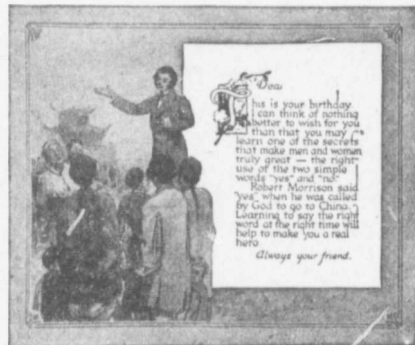 Dear
This is your birthday.
I can think of nothing
better to wish for you
than that you may
learn one of the secrets
that make men and women
truly great — the right
use of the two simple
words "yes" and "no."
Robert Morrison said
"yes" when he was called
by God to go to China.
Learning to say the right
word at the right time will
help to make you a real
hero
Always your friend.